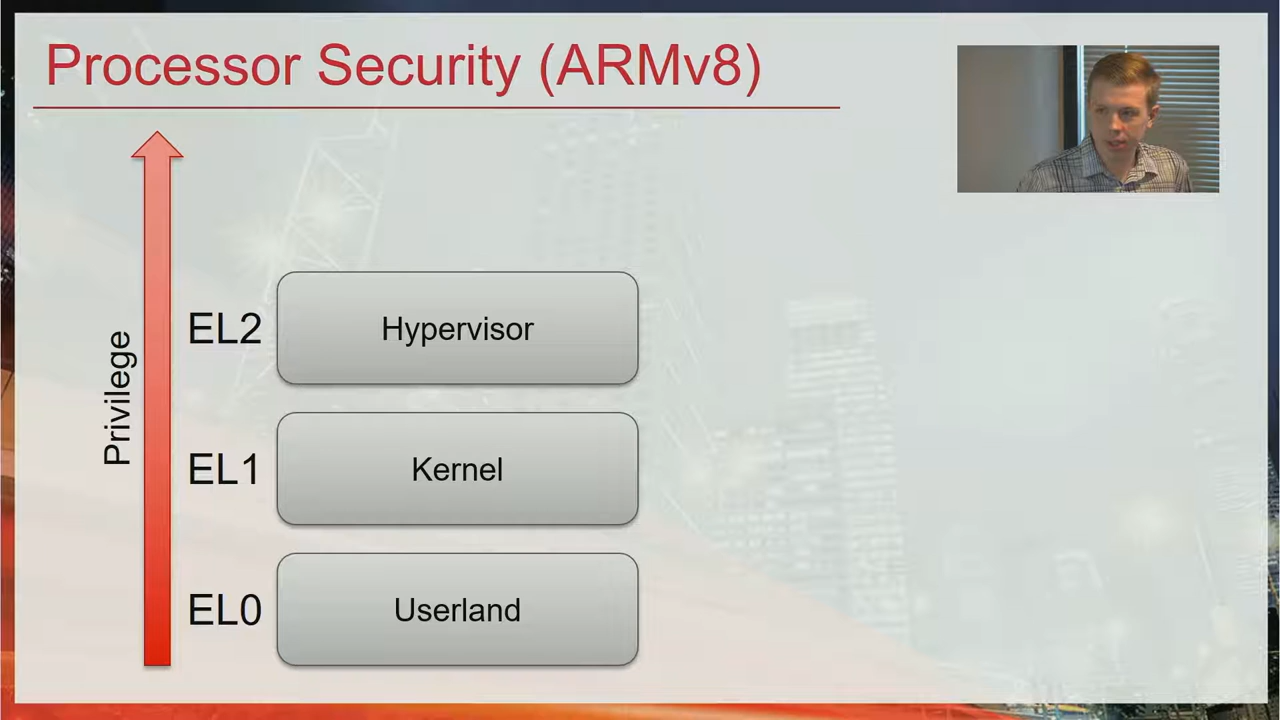 Processor Security (ARMv8)
Privilege
EL2 Hypervisor
EL1 Kernel
EL0 Userland